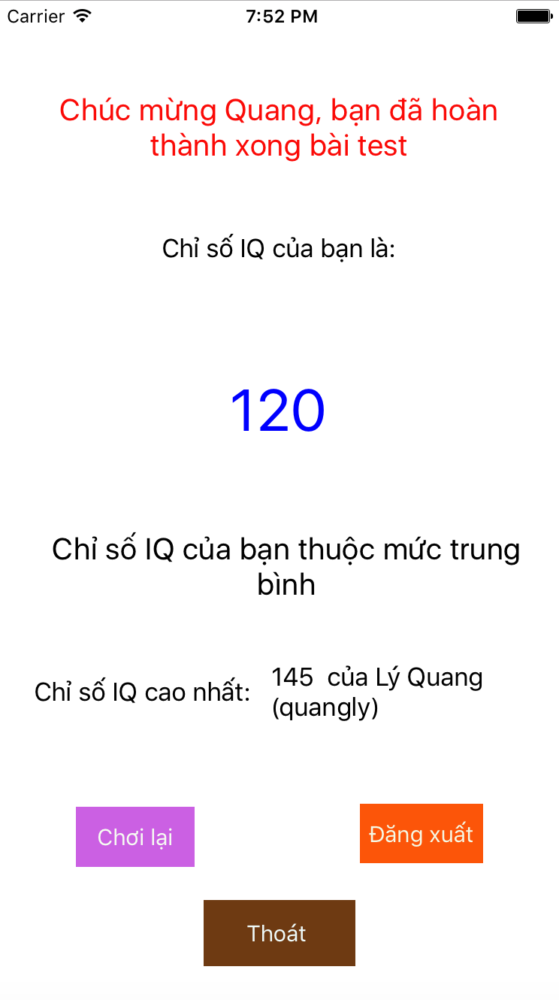 Carrier 7:52 PM
Chúc mừng Quang, bạn đã hoàn
thành xong bài test
Chỉ số IQ của bạn là:
120
Chỉ số IQ của bạn thuộc mức trung
bình
Chỉ số IQ cao nhất:
145 của Lý Quang
(quangly)
Chơi lại
Đăng xuất
Thoát